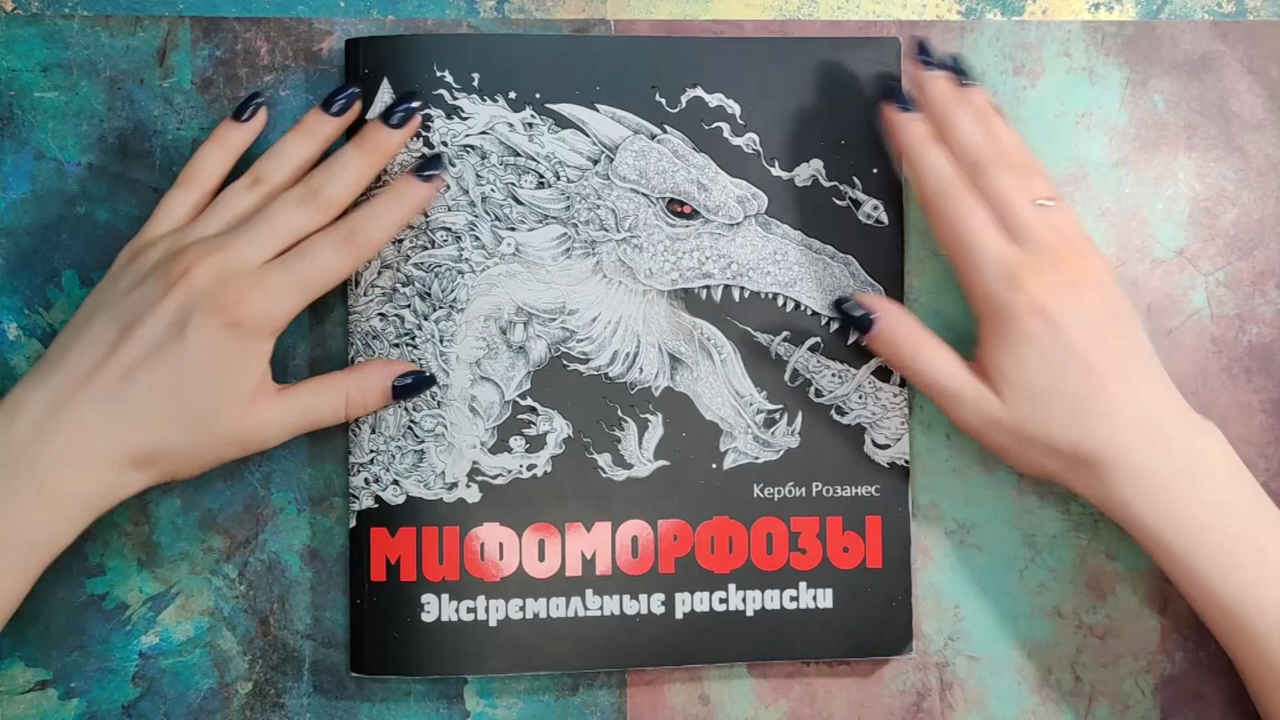 Керби Розанес
МИФОМОРФОЗЫ
Экстремальные раскраски